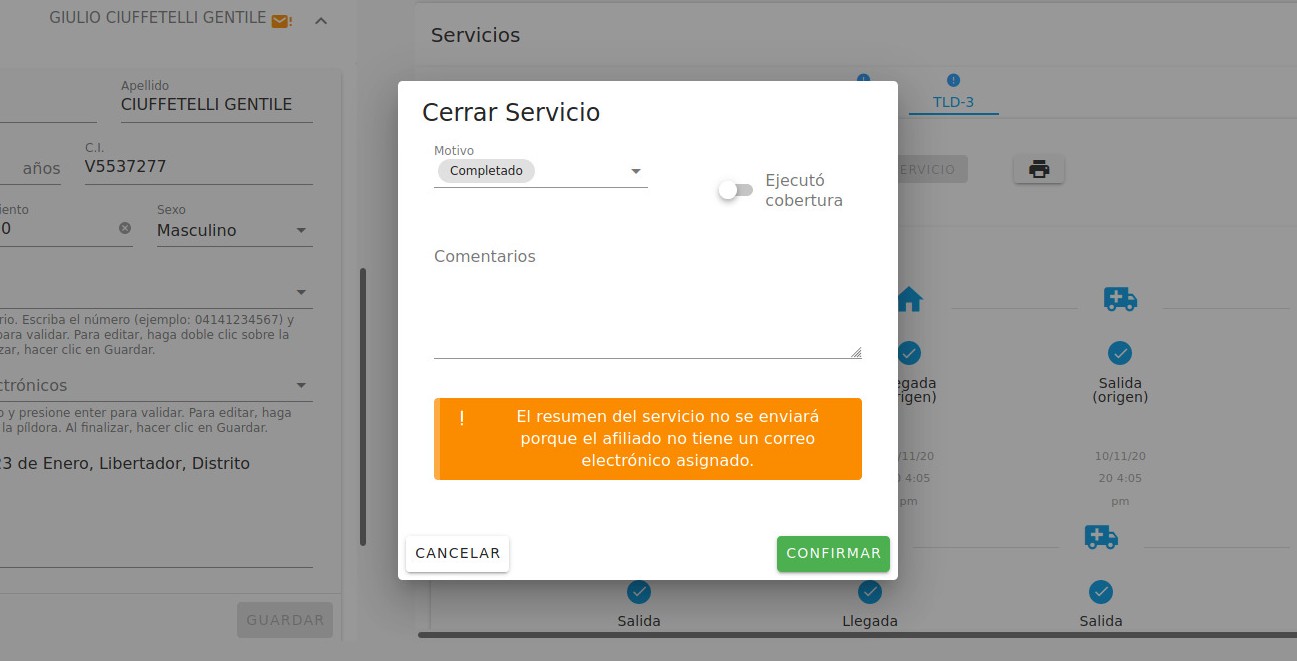 GIULIO CIUFFETELLI GENTILE
Apellido
CIUFFETELLI GENTILE
años
C.I.
V5537277
iento
0
Sexo
Masculino
rio. Escriba el número (ejemplo: 04141234567) y
para validar. Para editar, haga doble clic sobre la
zar, hacer clic en Guardar.
ctrónicos
o y presione enter para validar. Para editar, haga
la píldora. Al finalizar, hacer clic en Guardar.
23 de Enero, Libertador, Distrito
GUARDAR
Servicios
TLD-3
ERVICIO
Cerrar Servicio
Motivo
Completado
Ejecutó
cobertura
Comentarios
! El resumen del servicio no se enviará
porque el afiliado no tiene un correo
electrónico asignado.
CANCELAR
CONFIRMAR
egada
rigen)
Salida
(origen)
/11/20
0 4:05
pm
10/11/20
20 4:05
pm
Salida
Llegada
Salida